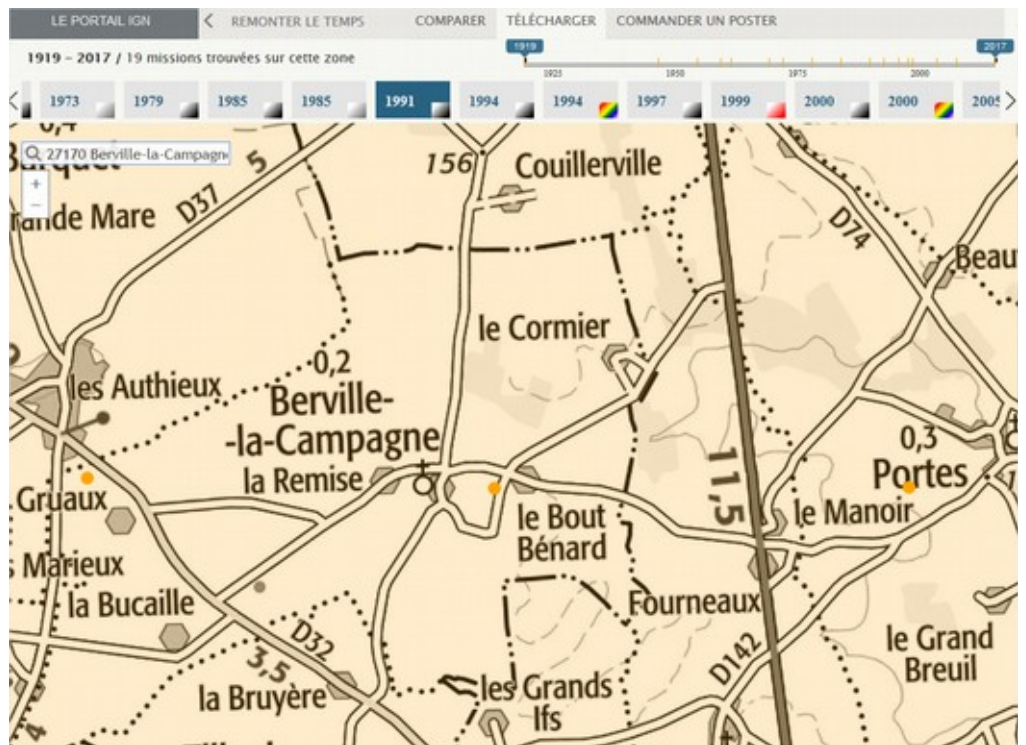 LE PORTAIL IGN
REMONTER LE TEMPS
COMPARER
TÉLÉCHARGER
COMMANDER UN POSTER
1919 – 2017 / 19 missions trouvées sur cette zone
1919
2017
1925
1950
1975
2000
1973
1979
1985
1985
1991
1994
1994
1997
1999
2000
2000
2005
0,4
27170 Berville-la-Campagn
+
−
156
Couillerville
D37
5
D74
Beau
le Cormier
0,2
les Authieux
Berville-
-la-Campagne
la Remise
0,3
Portes
11,5
le Manoir
Gruaux
le Bout
Bénard
Marieux
la Bucaille
Fourneaux
D32
3,5
D142
le Grand
Breuil
la Bruyère
les Grands
Ifs
4